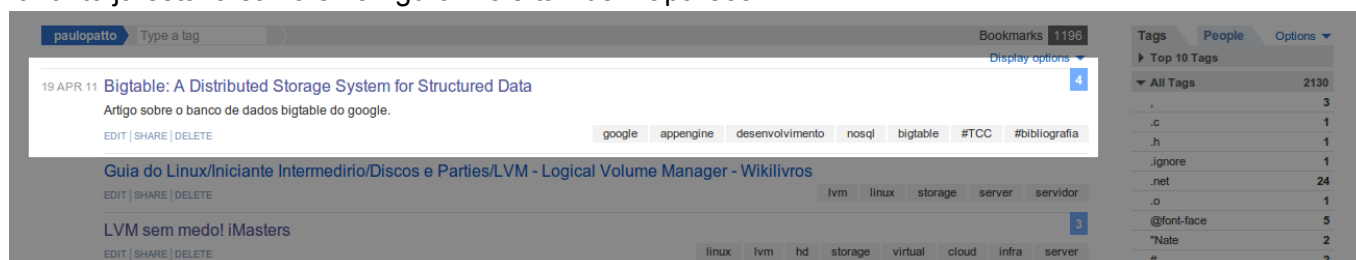 paulopatto Type a tag Bookmarks 1196
Display options
19 APR 11 Bigtable: A Distributed Storage System for Structured Data 4
Artigo sobre o banco de dados bigtable do google.
EDIT | SHARE | DELETE google appengine desenvolvimento nosql bigtable #TCC #bibliografia
Guia do Linux/Iniciante Intermedirio/Discos e Parties/LVM - Logical Volume Manager - Wikilivros
EDIT | SHARE | DELETE lvm linux storage server servidor
LVM sem medo! iMasters 3
EDIT | SHARE | DELETE linux lvm hd storage virtual cloud infra server
Tags People Options
Top 10 Tags
All Tags 2130
, 3
.c 1
.h 1
.ignore 1
.net 24
.o 1
@font-face 5
"Nate 2